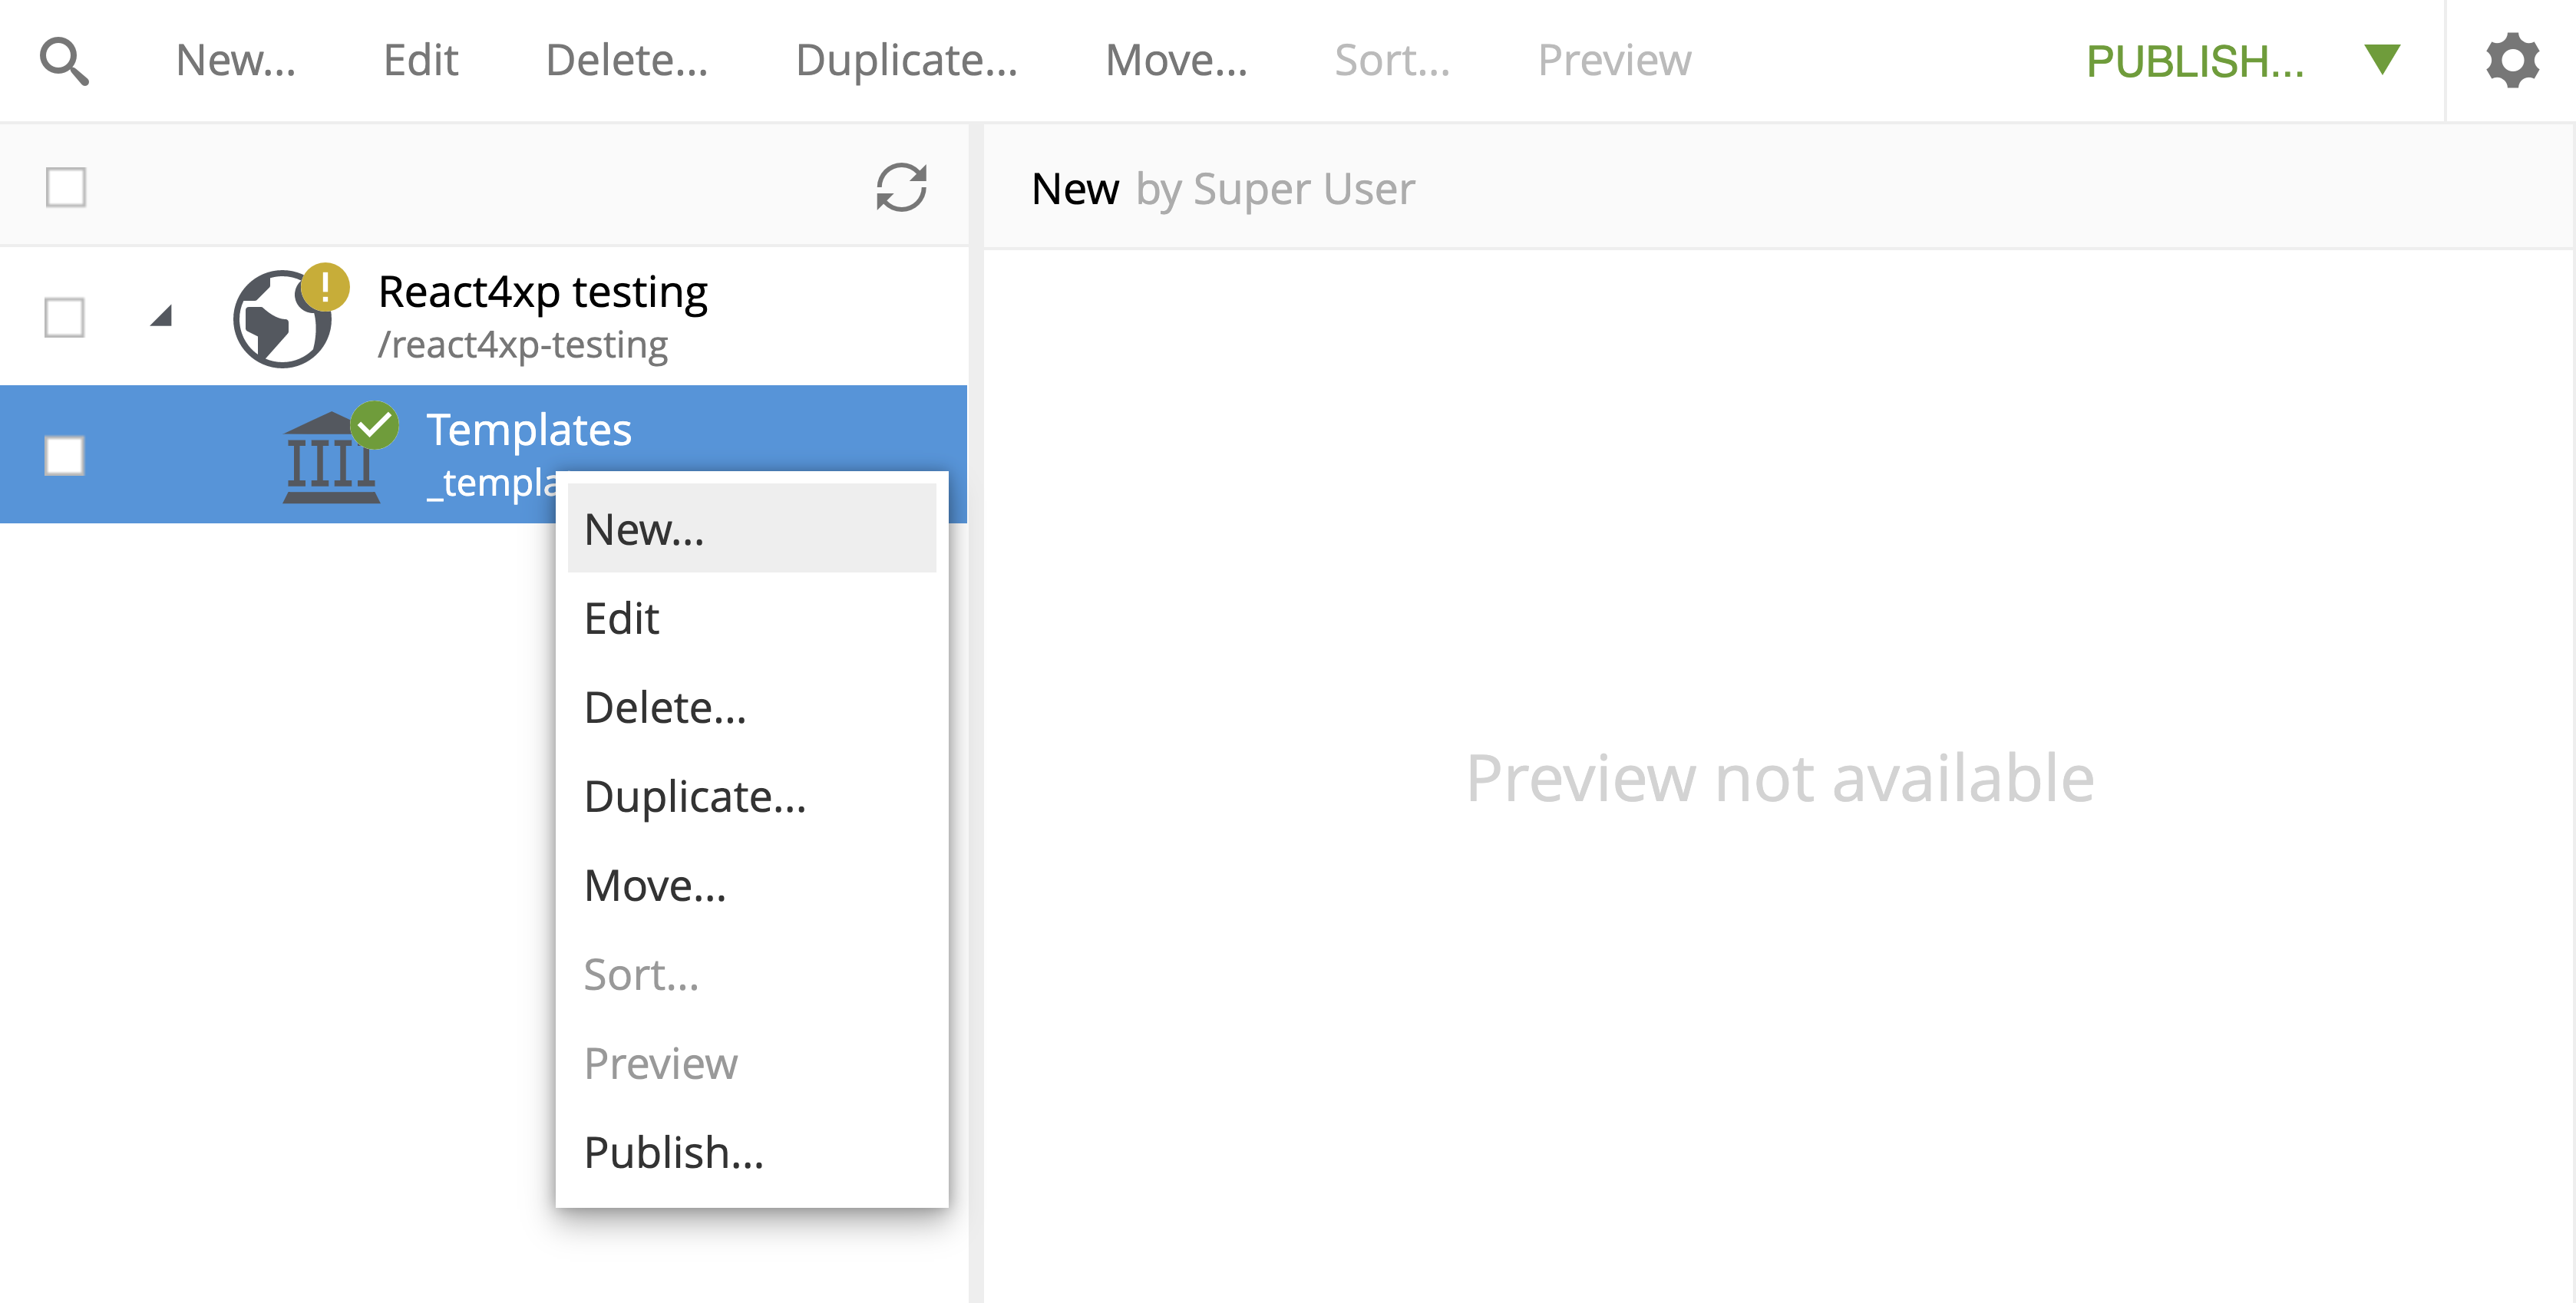 New... Edit Delete... Duplicate... Move... Sort... Preview PUBLISH...
New by Super User
React4xp testing
/react4xp-testing
Templates
_templa
New...
Edit
Delete...
Duplicate...
Move...
Sort...
Preview
Publish...
Preview not available